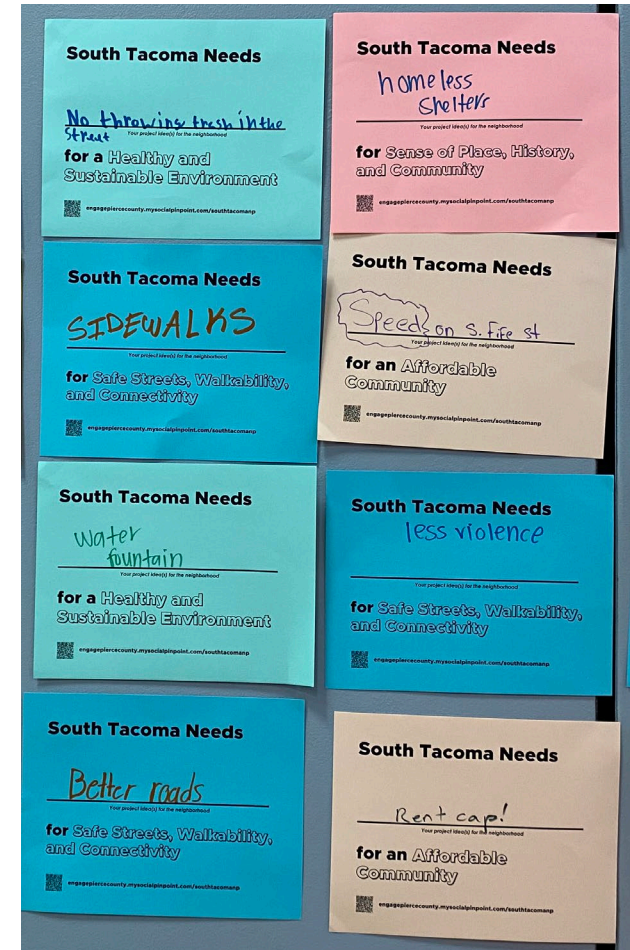 South Tacoma Needs
No throwing tresh in the
street
Your project idea(s) for the neighborhood
for a Healthy and
Sustainable Environment
engagepiercecounty.mysocialpinpoint.com/southtacomanp
South Tacoma Needs
homeless
shelters
Your project idea(s) for the neighborhood
for Sense of Place, History,
and Community
engagepiercecounty.mysocialpinpoint.com/southtacomanp
South Tacoma Needs
SIDEWALKS
Your project idea(s) for the neighborhood
for Safe Streets, Walkability,
and Connectivity
engagepiercecounty.mysocialpinpoint.com/southtacomanp
South Tacoma Needs
Speeds on S. Fife st
Your project idea(s) for the neighborhood
for an Affordable
Community
engagepiercecounty.mysocialpinpoint.com/southtacomanp
South Tacoma Needs
water
fountain
Your project idea(s) for the neighborhood
for a Healthy and
Sustainable Environment
engagepiercecounty.mysocialpinpoint.com/southtacomanp
South Tacoma Needs
less violence
Your project idea(s) for the neighborhood
for Safe Streets, Walkability,
and Connectivity
engagepiercecounty.mysocialpinpoint.com/southtacomanp
South Tacoma Needs
Better roads
Your project idea(s) for the neighborhood
for Safe Streets, Walkability,
and Connectivity
engagepiercecounty.mysocialpinpoint.com/southtacomanp
South Tacoma Needs
Rent cap!
Your project idea(s) for the neighborhood
for an Affordable
Community
engagepiercecounty.mysocialpinpoint.com/southtacomanp